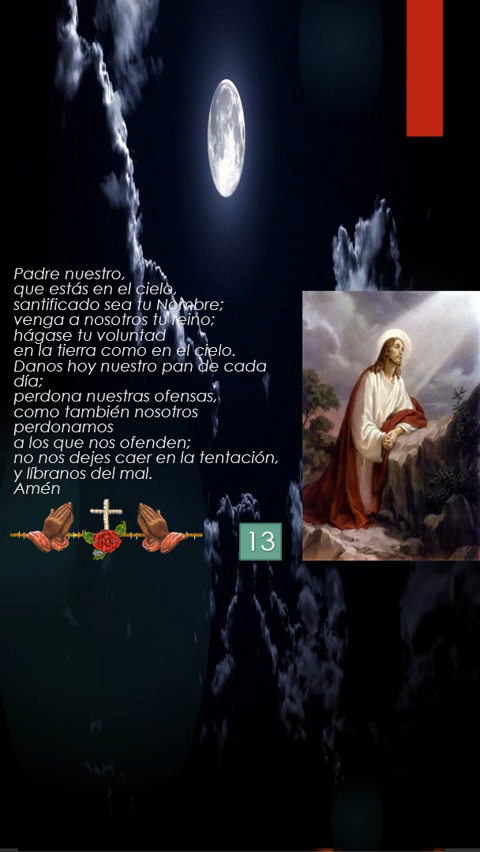 Padre nuestro,
que estás en el cielo,
santificado sea tu Nombre;
venga a nosotros tu reino;
hágase tu voluntad
en la tierra como en el cielo.
Danos hoy nuestro pan de cada
día;
perdona nuestras ofensas,
como también nosotros
perdonamos
a los que nos ofenden;
no nos dejes caer en la tentación,
y líbranos del mal.
Amén
13